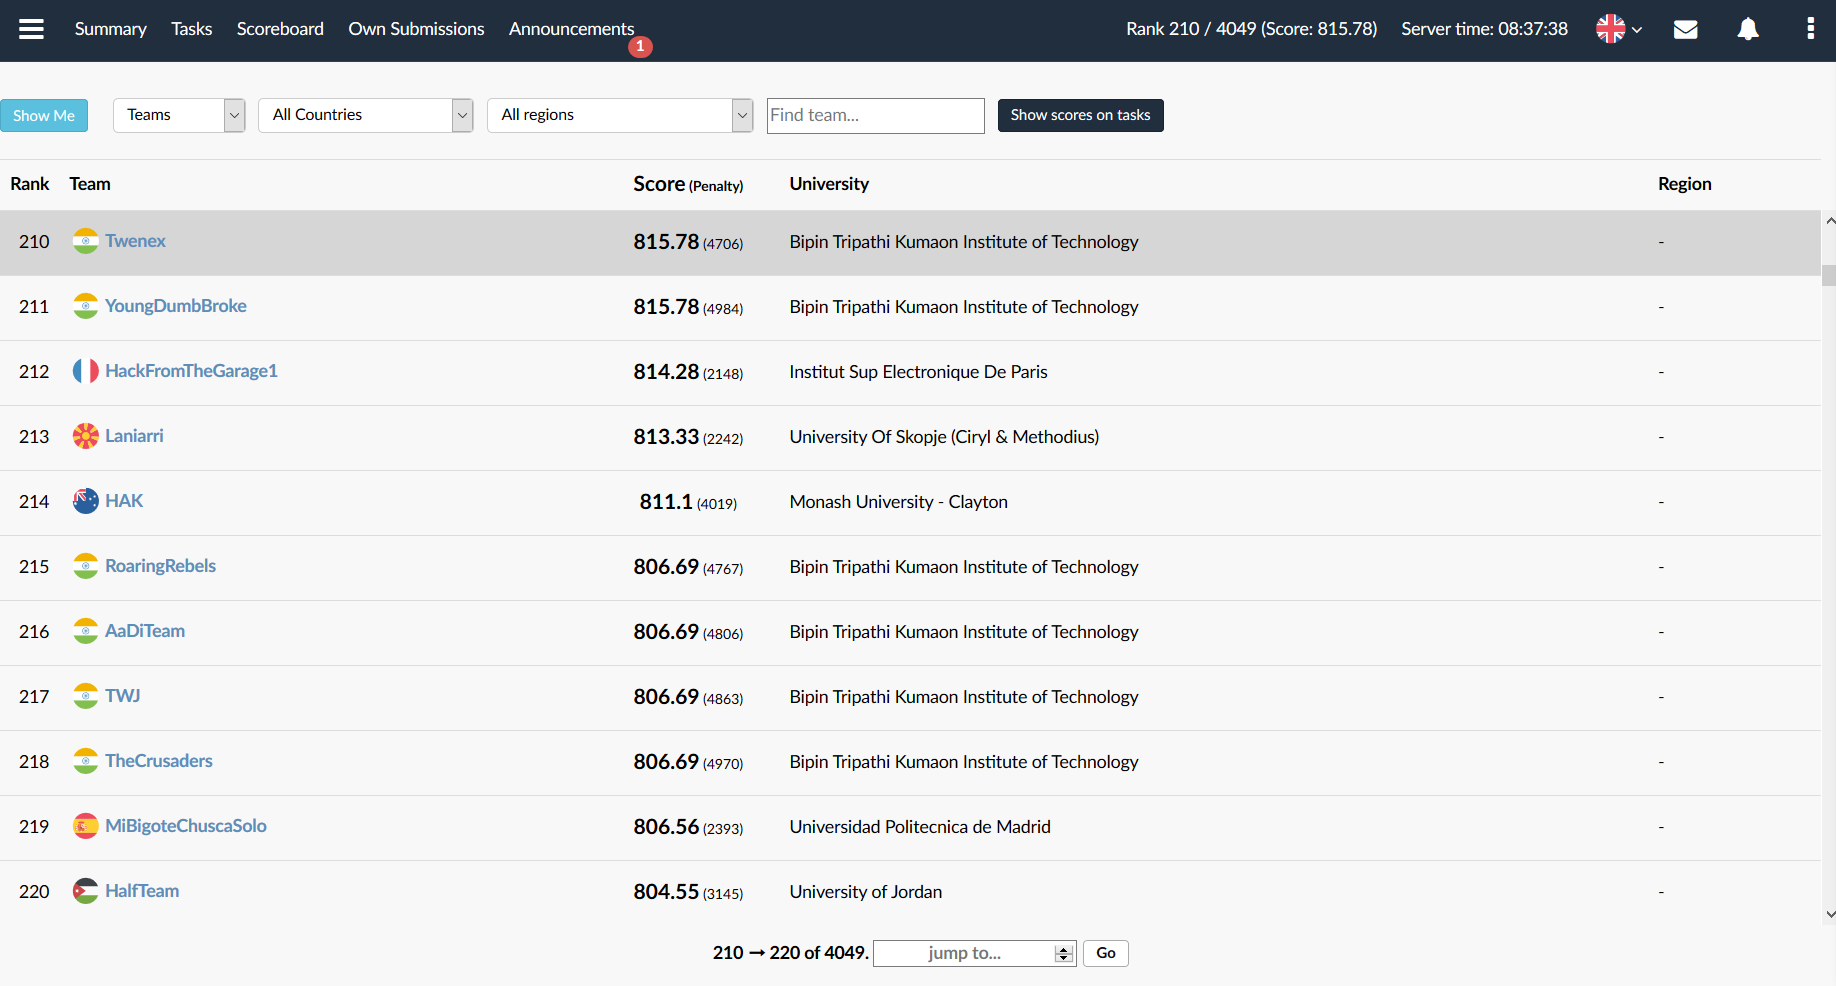 Summary Tasks Scoreboard Own Submissions Announcements 1 Rank 210 / 4049 (Score: 815.78) Server time: 08:37:38
Show Me Teams All Countries All regions Find team... Show scores on tasks
Rank Team Score (Penalty) University Region
210 Twenex 815.78 (4706) Bipin Tripathi Kumaon Institute of Technology -
211 YoungDumbBroke 815.78 (4984) Bipin Tripathi Kumaon Institute of Technology -
212 HackFromTheGarage1 814.28 (2148) Institut Sup Electronique De Paris -
213 Laniarri 813.33 (2242) University Of Skopje (Ciryl & Methodius) -
214 HAK 811.1 (4019) Monash University - Clayton -
215 RoaringRebels 806.69 (4767) Bipin Tripathi Kumaon Institute of Technology -
216 AaDiTeam 806.69 (4806) Bipin Tripathi Kumaon Institute of Technology -
217 TWJ 806.69 (4863) Bipin Tripathi Kumaon Institute of Technology -
218 TheCrusaders 806.69 (4970) Bipin Tripathi Kumaon Institute of Technology -
219 MiBigoteChuscaSolo 806.56 (2393) Universidad Politecnica de Madrid -
220 HalfTeam 804.55 (3145) University of Jordan -
210 → 220 of 4049. jump to... Go